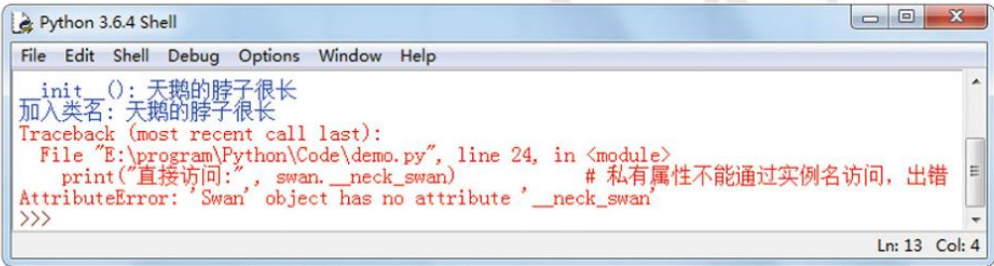 Python 3.6.4 Shell
File Edit Shell Debug Options Window Help
__init__(): 天鹅的脖子很长
加入类名: 天鹅的脖子很长
Traceback (most recent call last):
  File "E:\program\Python\Code\demo.py", line 24, in <module>
    print("直接访问:", swan.__neck_swan)          # 私有属性不能通过实例名访问, 出错
AttributeError: 'Swan' object has no attribute '__neck_swan'
>>>
Ln: 13 Col: 4